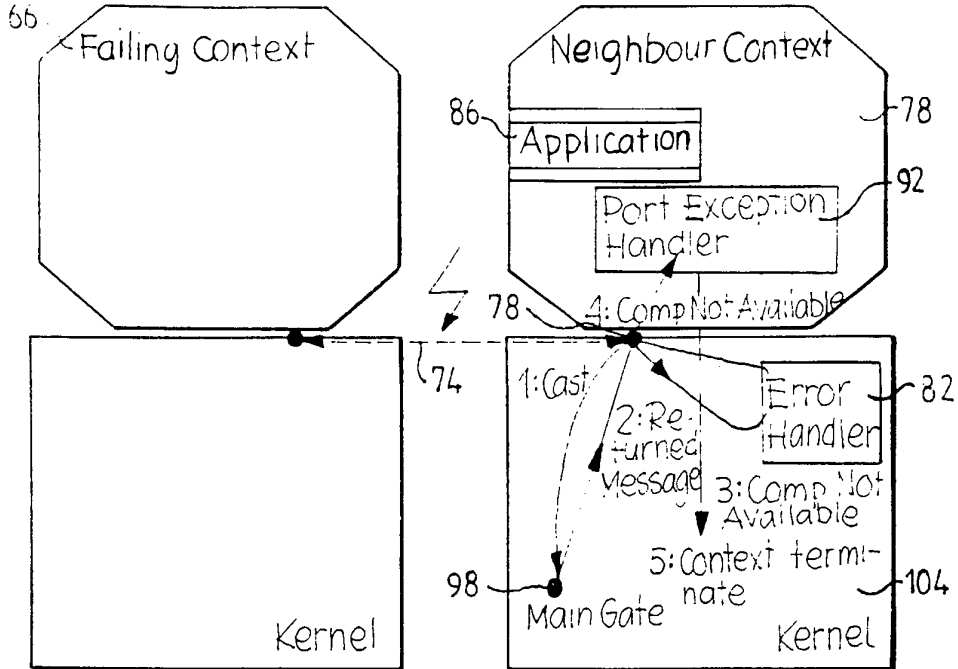 66
Failing Context
Neighbour Context
86
Application
78
92
Port Exception
Handler
78
4: Comp Not Available
74
1: Cast
2: Re-
turned
Message
Error
Handler
82
3: Comp Not
Available
5: Context termi-
nate
98
Main Gate
104
Kernel
Kernel